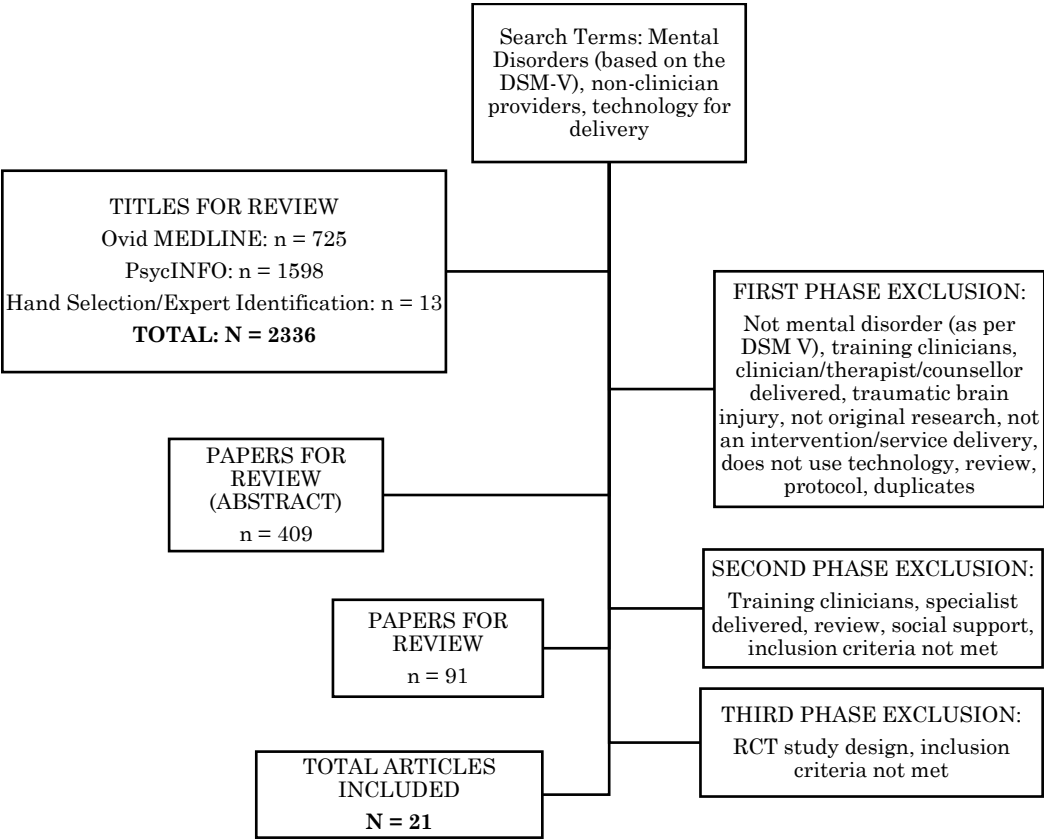 Search Terms: Mental
Disorders (based on the
DSM-V), non-clinician
providers, technology for
delivery
TITLES FOR REVIEW
Ovid MEDLINE: n = 725
PsycINFO: n = 1598
Hand Selection/Expert Identification: n = 13
TOTAL: N = 2336
FIRST PHASE EXCLUSION:
Not mental disorder (as per
DSM V), training clinicians,
clinician/therapist/counsellor
delivered, traumatic brain
injury, not original research, not
an intervention/service delivery,
does not use technology, review,
protocol, duplicates
PAPERS FOR
REVIEW
(ABSTRACT)
n = 409
SECOND PHASE EXCLUSION:
Training clinicians, specialist
delivered, review, social support,
inclusion criteria not met
PAPERS FOR
REVIEW
n = 91
THIRD PHASE EXCLUSION:
RCT study design, inclusion
criteria not met
TOTAL ARTICLES
INCLUDED
N = 21